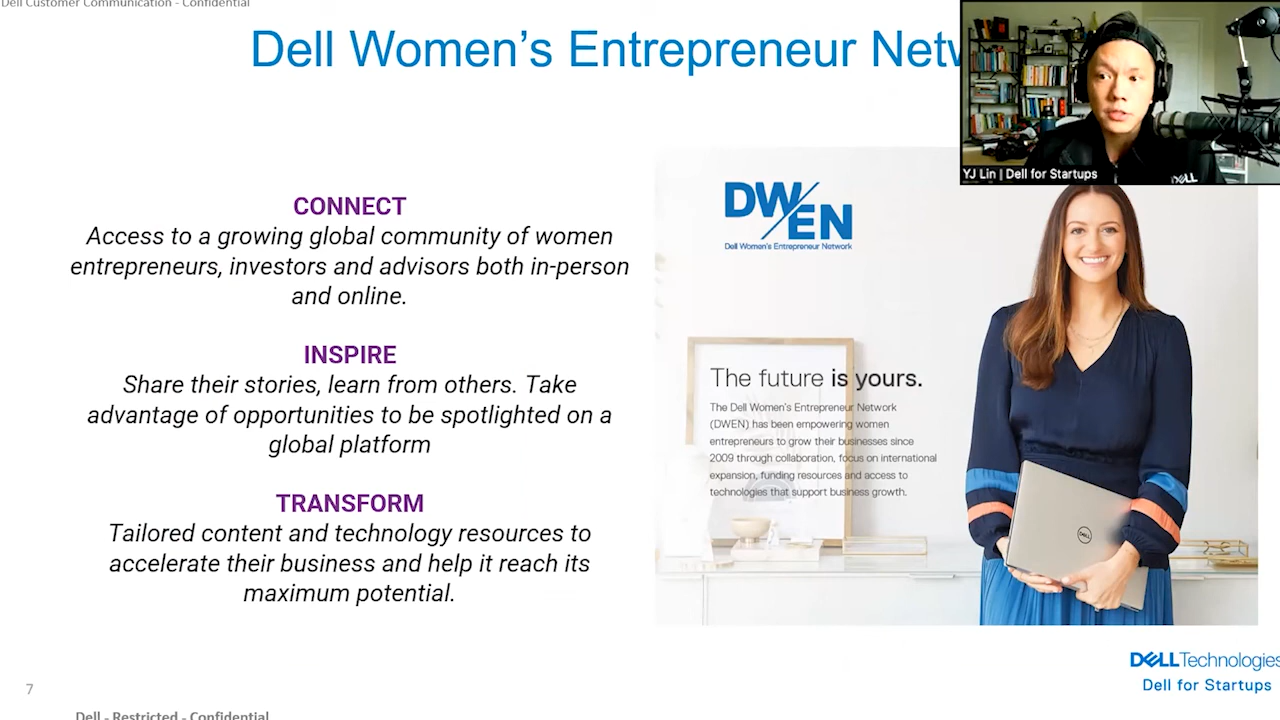 Dell Customer Communication - Confidential
Dell Women's Entrepreneur Netw
YJ Lin | Dell for Startups
DELL
CONNECT
Access to a growing global community of women
entrepreneurs, investors and advisors both in-person
and online.
INSPIRE
Share their stories, learn from others. Take
advantage of opportunities to be spotlighted on a
global platform
TRANSFORM
Tailored content and technology resources to
accelerate their business and help it reach its
maximum potential.
DW/EN
Dell Women's Entrepreneur Network
The future is yours.
The Dell Women's Entrepreneur Network
(DWEN) has been empowering women
entrepreneurs to grow their businesses since
2009 through collaboration, focus on international
expansion, funding resources and access to
technologies that support business growth.
DELL
DELL Technologies
Dell for Startups
7
Dell - Restricted - Confidential